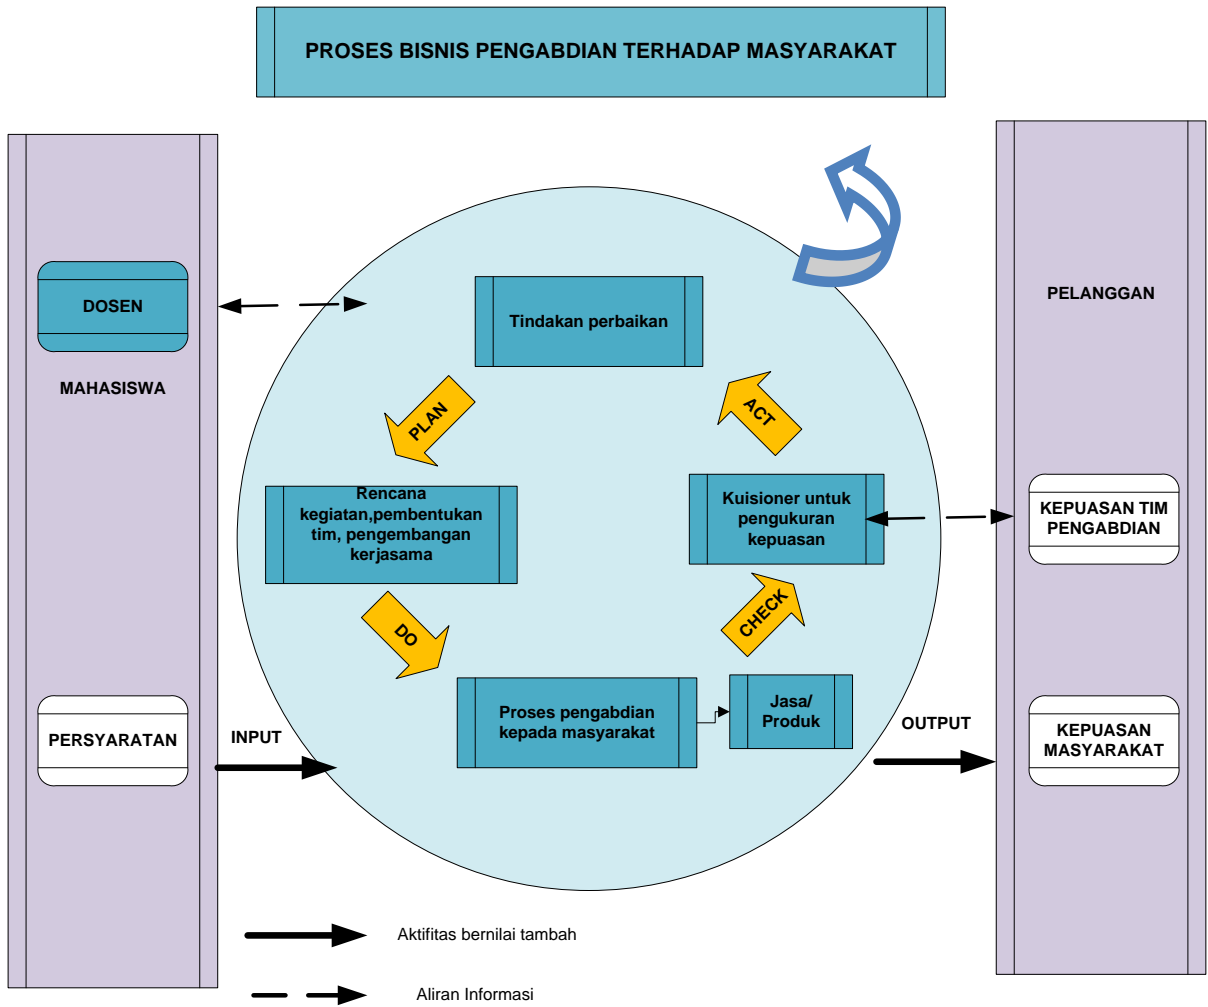 PROSES BISNIS PENGABDIAN TERHADAP MASYARAKAT
DOSEN
MAHASISWA
PERSYARATAN
INPUT
Tindakan perbaikan
PLAN
Rencana
kegiatan,pembentukan
tim, pengembangan
kerjasama
DO
Proses pengabdian
kepada masyarakat
Jasa/
Produk
CHECK
Kuisioner untuk
pengukuran
kepuasan
ACT
OUTPUT
PELANGGAN
KEPUASAN TIM
PENGABDIAN
KEPUASAN
MASYARAKAT
Aktifitas bernilai tambah
Aliran Informasi